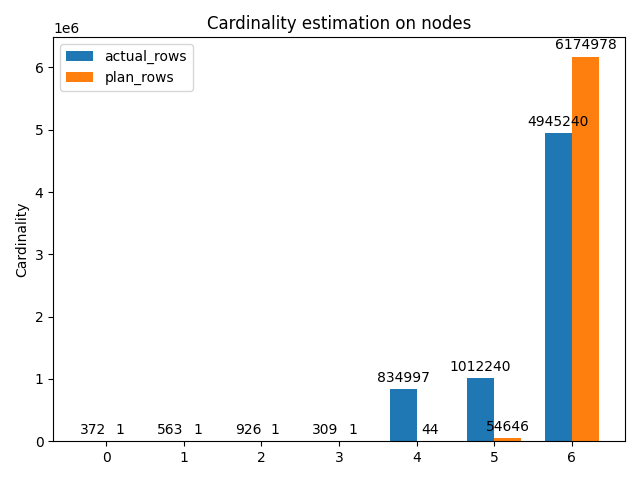 Cardinality estimation on nodes
1e6
actual_rows
plan_rows
6174978
6
5
4945240
4
Cardinality
3
2
1
834997
1012240
372 1 563 1 926 1 309 1 44 54646
0
0 1 2 3 4 5 6